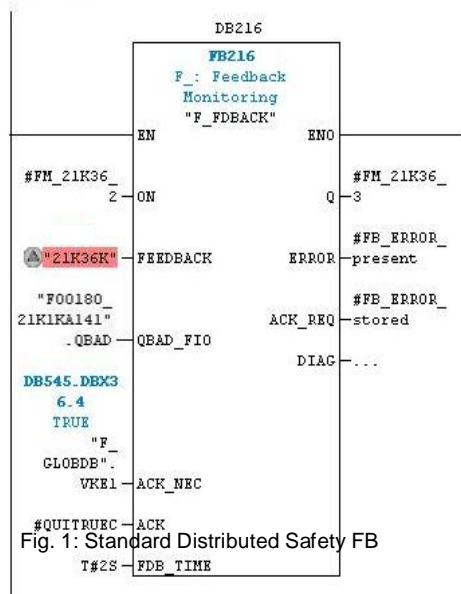 DB216
FB216
F_: Feedback
Monitoring
"F_FDBACK"
EN ENO
#FM_21K36_
2 ON
Q #FM_21K36_
3
"21K36K" FEEDBACK
ERROR #FB_ERROR_
present
"F00180_
21K1KA141"
.QBAD QBAD_FIO
ACK_REQ #FB_ERROR_
stored
DIAG ...
DB545.DBX3
6.4
TRUE
"F_
GLOBDB".
VKE1 ACK_NEC
#QUITRUEC ACK
Fig. 1: Standard Distributed Safety FB
T#2S FDB_TIME